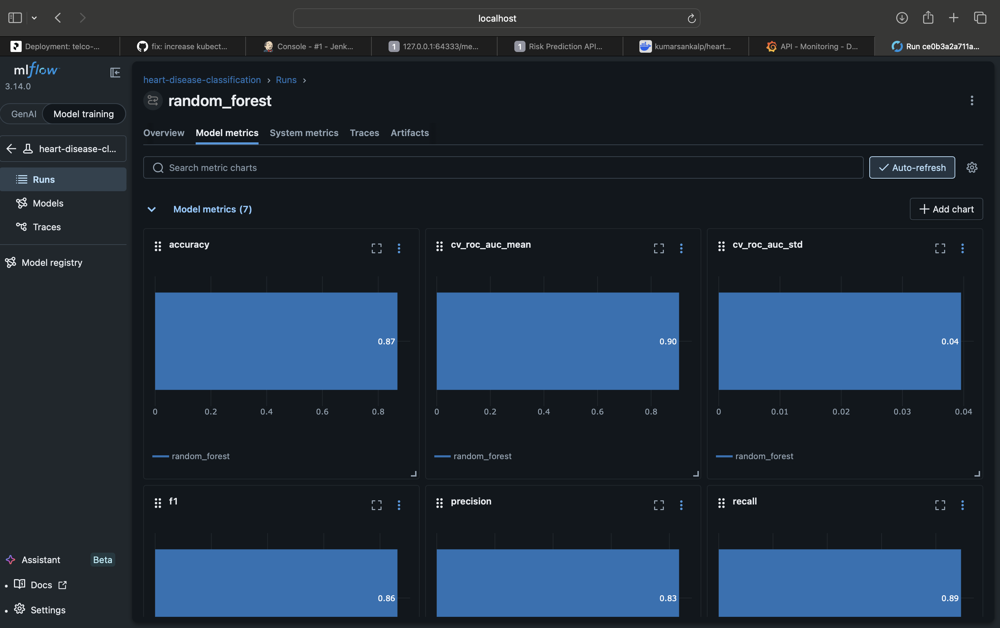 localhost
Deployment: telco-...
fix: increase kubect...
Console - #1 - Jenk...
1 127.0.0.1:64333/me...
1 Risk Prediction API...
kumarsankalp/heart...
API - Monitoring - D...
Run ce0b3a2a711a...
mlflow™
3.14.0
GenAI Model training
heart-disease-cl...
Runs
Models
Traces
Model registry
Assistant Beta
Docs
Settings
heart-disease-classification › Runs ›
random_forest
Overview Model metrics System metrics Traces Artifacts
Search metric charts
Auto-refresh
Model metrics (7)
Add chart
accuracy
0.87
0 0.2 0.4 0.6 0.8
random_forest
cv_roc_auc_mean
0.90
0 0.2 0.4 0.6 0.8
random_forest
cv_roc_auc_std
0.04
0 0.01 0.02 0.03 0.04
random_forest
f1
0.86
precision
0.83
recall
0.89